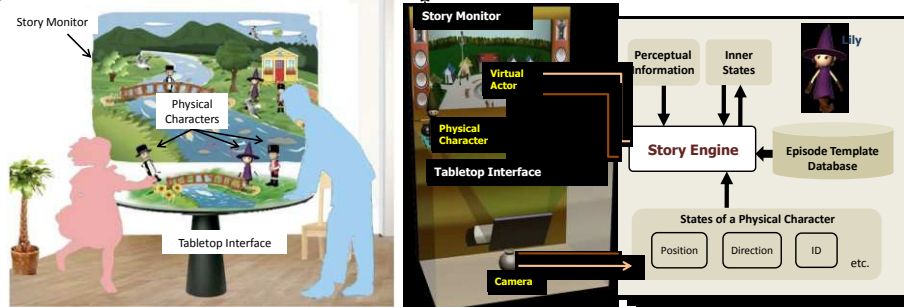 Story Monitor
Physical
Characters
Tabletop Interface
Story Monitor
Virtual
Actor
Physical
Character
Tabletop Interface
Camera
Perceptual
Information
Inner
States
Lily
Story Engine
Episode Template
Database
States of a Physical Character
Position
Direction
ID
etc.